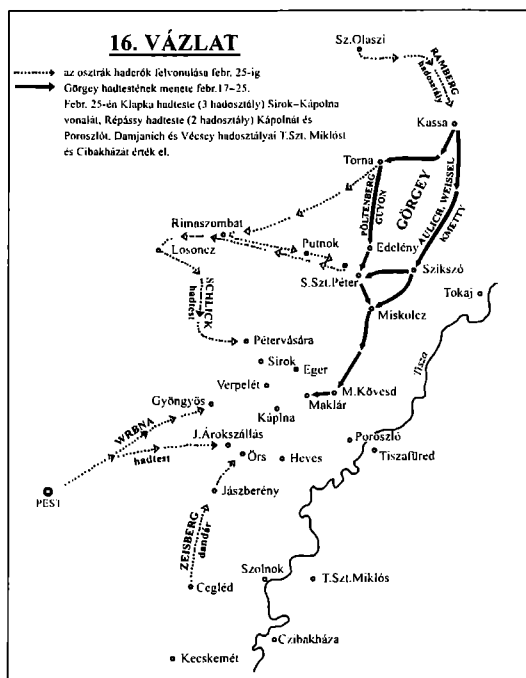 16. VÁZLAT
az osztrák haderők felvonulása febr. 25-ig
Görgey hadtestének menete febr.17–25.
Febr. 25-én Klapka hadteste (3 hadosztály) Sirok–Kápolna
vonalát, Répássy hadteste (2 hadosztály) Kápolnát és
Poroszlót, Damjanich és Vécsey hadosztályai T.Szt. Miklóst
és Cibakházát érték el.
Sz.Olaszi
RAMBERG
hadosztály
Kassa
Torna
PÖLTENBERG
GUYON
GÖRGEY
AULICH, WEISSEL
KMETTY
Rimaszombat
Losoncz
Putnok
Edelény
S.Szt.Péter
Szikszó
Tokaj
Miskolcz
SCHLICK
hadtest
Tisza
Pétervására
Sirok
Eger
Verpelét
M.Kövesd
Maklár
Gyöngyös
Káplna
WRBNA
hadtest
J.Árokszállás
Poroszló
Örs
Heves
Tiszafüred
PEST
Jászberény
ZEISBERG
dandár
Szolnok
T.Szt.Miklós
Cegléd
Czibakháza
Kecskemét